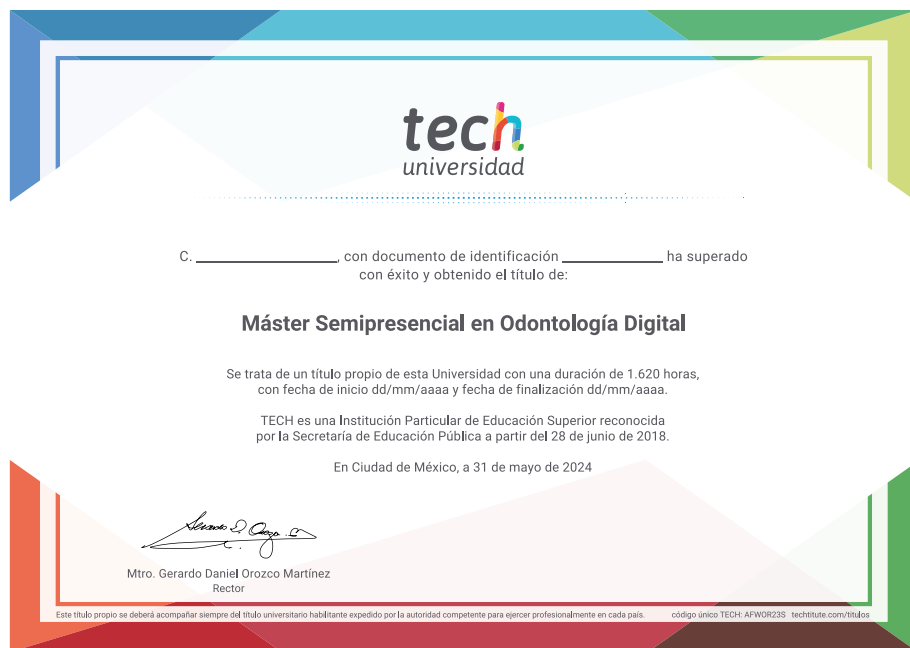 tech
universidad
C. ____________________, con documento de identificación ______________ ha superado
con éxito y obtenido el título de:
Máster Semipresencial en Odontología Digital
Se trata de un título propio de esta Universidad con una duración de 1.620 horas,
con fecha de inicio dd/mm/aaaa y fecha de finalización dd/mm/aaaa.
TECH es una Institución Particular de Educación Superior reconocida
por la Secretaría de Educación Pública a partir del 28 de junio de 2018.
En Ciudad de México, a 31 de mayo de 2024
Mtro. Gerardo Daniel Orozco Martínez
Rector
Este título propio se deberá acompañar siempre del título universitario habilitante expedido por la autoridad competente para ejercer profesionalmente en cada país. código único TECH: AFWOR23S techtitute.com/titulos